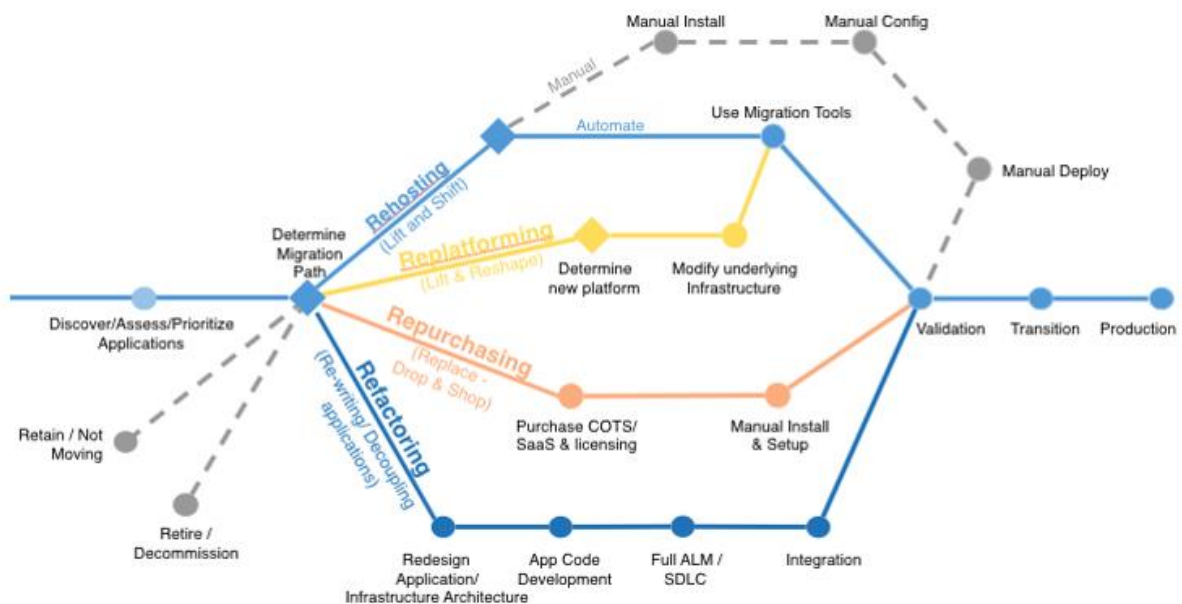 Manual Install
Manual Config
Manual
Use Migration Tools
Automate
Manual Deploy
Rehosting
(Lift and Shift)
Determine
Migration
Path
Replatforming
(Lift & Reshape)
Determine
new platform
Modify underlying
Infrastructure
Discover/Assess/Prioritize
Applications
Validation
Transition
Production
Repurchasing
(Replace -
Drop & Shop)
Purchase COTS/
SaaS & licensing
Manual Install
& Setup
Refactoring
(Re-writing/ Decoupling
applications)
Retain / Not
Moving
Retire /
Decommission
Redesign
Application/
Infrastructure Architecture
App Code
Development
Full ALM /
SDLC
Integration